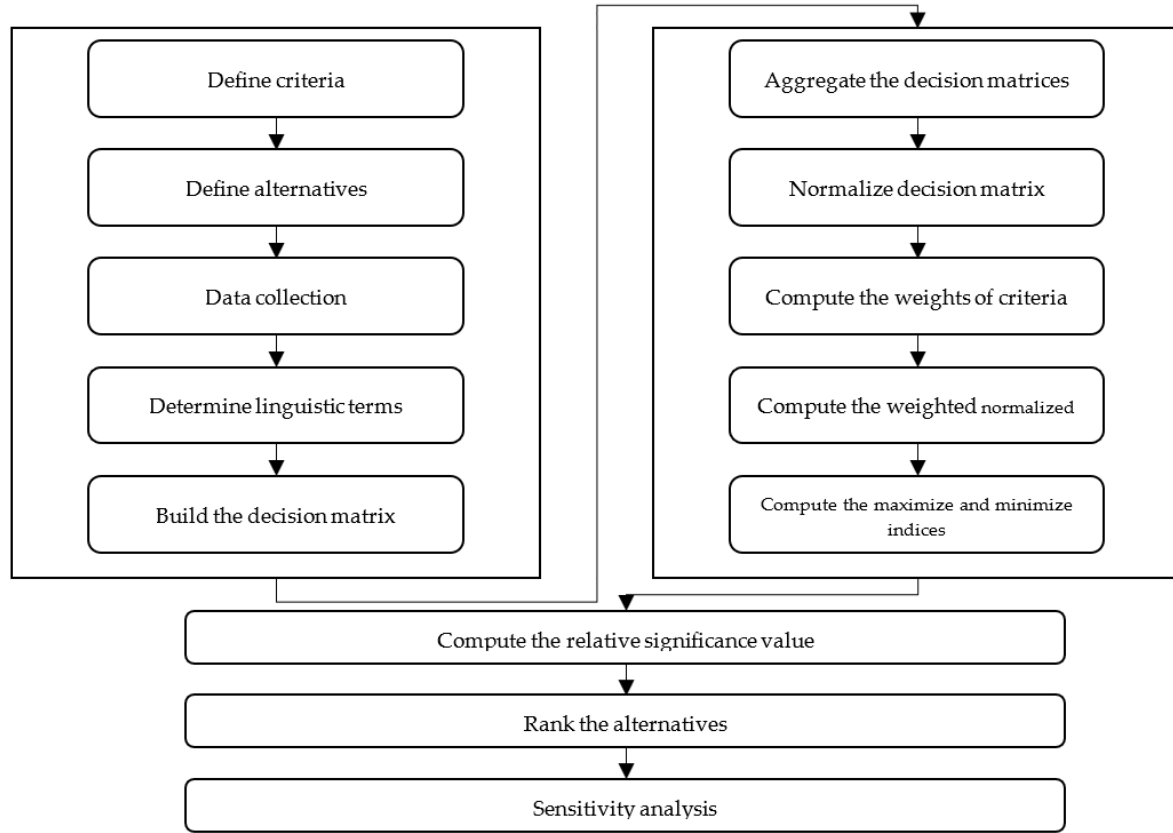 Define criteria
Define alternatives
Data collection
Determine linguistic terms
Build the decision matrix
Aggregate the decision matrices
Normalize decision matrix
Compute the weights of criteria
Compute the weighted normalized
Compute the maximize and minimize
indices
Compute the relative significance value
Rank the alternatives
Sensitivity analysis